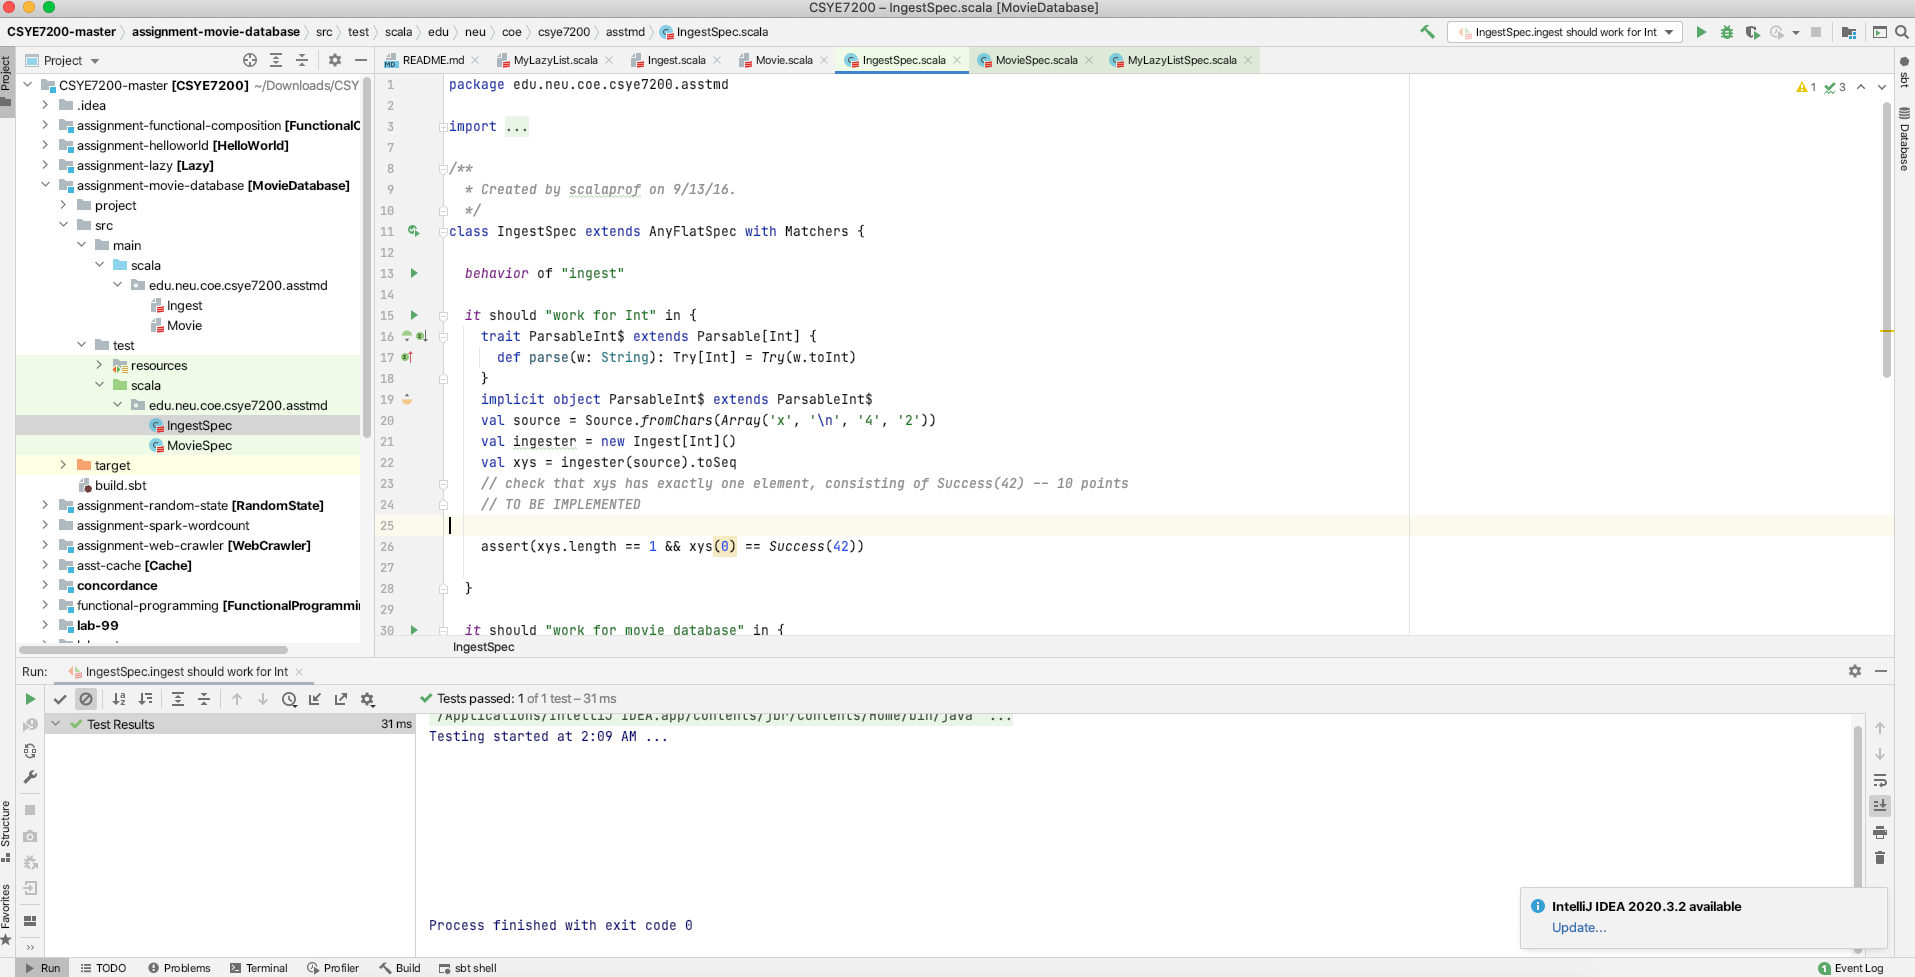 CSYE7200 – IngestSpec.scala [MovieDatabase]
CSYE7200-master assignment-movie-database src test scala edu neu coe csye7200 asstmd IngestSpec.scala
IngestSpec.ingest should work for Int
Project
README.md MyLazyList.scala Ingest.scala Movie.scala IngestSpec.scala MovieSpec.scala MyLazyListSpec.scala
Project
CSYE7200-master [CSYE7200] ~/Downloads/CSY
.idea
assignment-functional-composition [FunctionalC
assignment-helloworld [HelloWorld]
assignment-lazy [Lazy]
assignment-movie-database [MovieDatabase]
project
src
main
scala
edu.neu.coe.csye7200.asstmd
Ingest
Movie
test
resources
scala
edu.neu.coe.csye7200.asstmd
IngestSpec
MovieSpec
target
build.sbt
assignment-random-state [RandomState]
assignment-spark-wordcount
assignment-web-crawler [WebCrawler]
asst-cache [Cache]
concordance
functional-programming [FunctionalProgrammi
lab-99
1 package edu.neu.coe.csye7200.asstmd
2
3 import ...
7
8 /**
9 * Created by scalaprof on 9/13/16.
10 */
11 class IngestSpec extends AnyFlatSpec with Matchers {
12
13 behavior of "ingest"
14
15 it should "work for Int" in {
16 trait ParsableInt$ extends Parsable[Int] {
17 def parse(w: String): Try[Int] = Try(w.toInt)
18 }
19 implicit object ParsableInt$ extends ParsableInt$
20 val source = Source.fromChars(Array('x', '\n', '4', '2'))
21 val ingester = new Ingest[Int]()
22 val xys = ingester(source).toSeq
23 // check that xys has exactly one element, consisting of Success(42) -- 10 points
24 // TO BE IMPLEMENTED
25
26 assert(xys.length == 1 && xys(0) == Success(42))
27
28 }
29
30 it should "work for movie database" in {
1 3
sbt
Database
IngestSpec
Run: IngestSpec.ingest should work for Int
Tests passed: 1 of 1 test – 31 ms
Test Results 31 ms
/Applications/IntelliJ IDEA.app/Contents/jbr/Contents/Home/bin/java ...
Testing started at 2:09 AM ...
Process finished with exit code 0
Structure
Favorites
IntelliJ IDEA 2020.3.2 available
Update...
Run TODO Problems Terminal Profiler Build sbt shell
1 Event Log